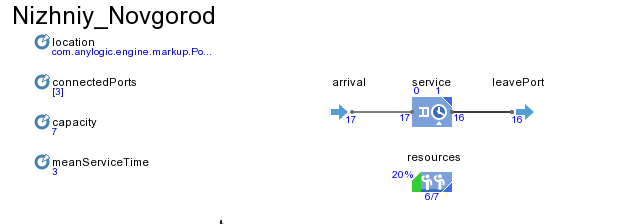 Nizhniy_Novgorod
location
com.anylogic.engine.markup.Po...
connectedPorts
[3]
capacity
7
meanServiceTime
3
arrival
service
leavePort
0
1
17
17
16
16
resources
20%
6/7